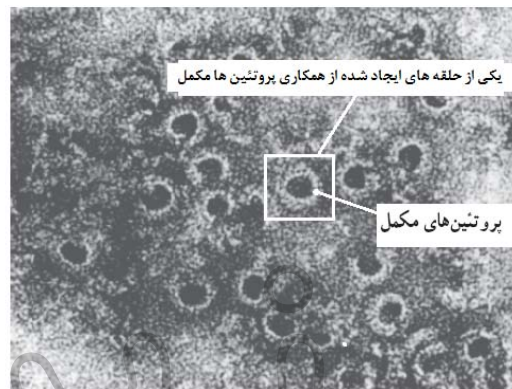 یکی از حلقه های ایجاد شده از همکاری پروتئین ها مکمل
پروتئین‌های مکمل